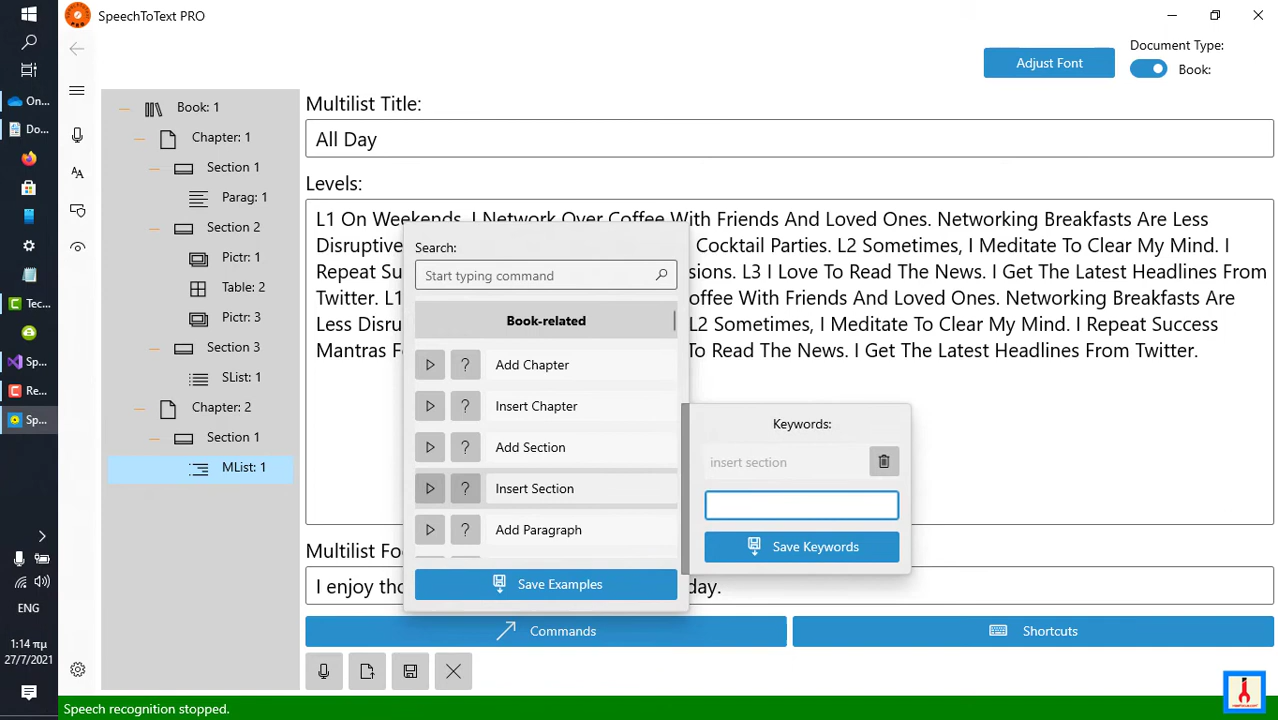 SpeechToText PRO
Adjust Font
Document Type:
Book:
On...
Do...
Tec...
Sp...
Re...
Sp...
ENG
1:14 πμ
27/7/2021
Book: 1
Chapter: 1
Section 1
Parag: 1
Section 2
Pictr: 1
Table: 2
Pictr: 3
Section 3
SList: 1
Chapter: 2
Section 1
MList: 1
Multilist Title:
All Day
Levels:
L1 On Weekends, I Network Over Coffee With Friends And Loved Ones. Networking Breakfasts Are Less
Disruptive Cocktail Parties. L2 Sometimes, I Meditate To Clear My Mind. I
Repeat Su sions. L3 I Love To Read The News. I Get The Latest Headlines From
Twitter. L1 offee With Friends And Loved Ones. Networking Breakfasts Are
Less Disru L2 Sometimes, I Meditate To Clear My Mind. I Repeat Success
Mantras F To Read The News. I Get The Latest Headlines From Twitter.
Search:
Start typing command
Book-related
? Add Chapter
? Insert Chapter
? Add Section
? Insert Section
? Add Paragraph
Save Examples
Keywords:
insert section
Save Keywords
Multilist Fo
I enjoy tho day.
Commands
Shortcuts
Speech recognition stopped.